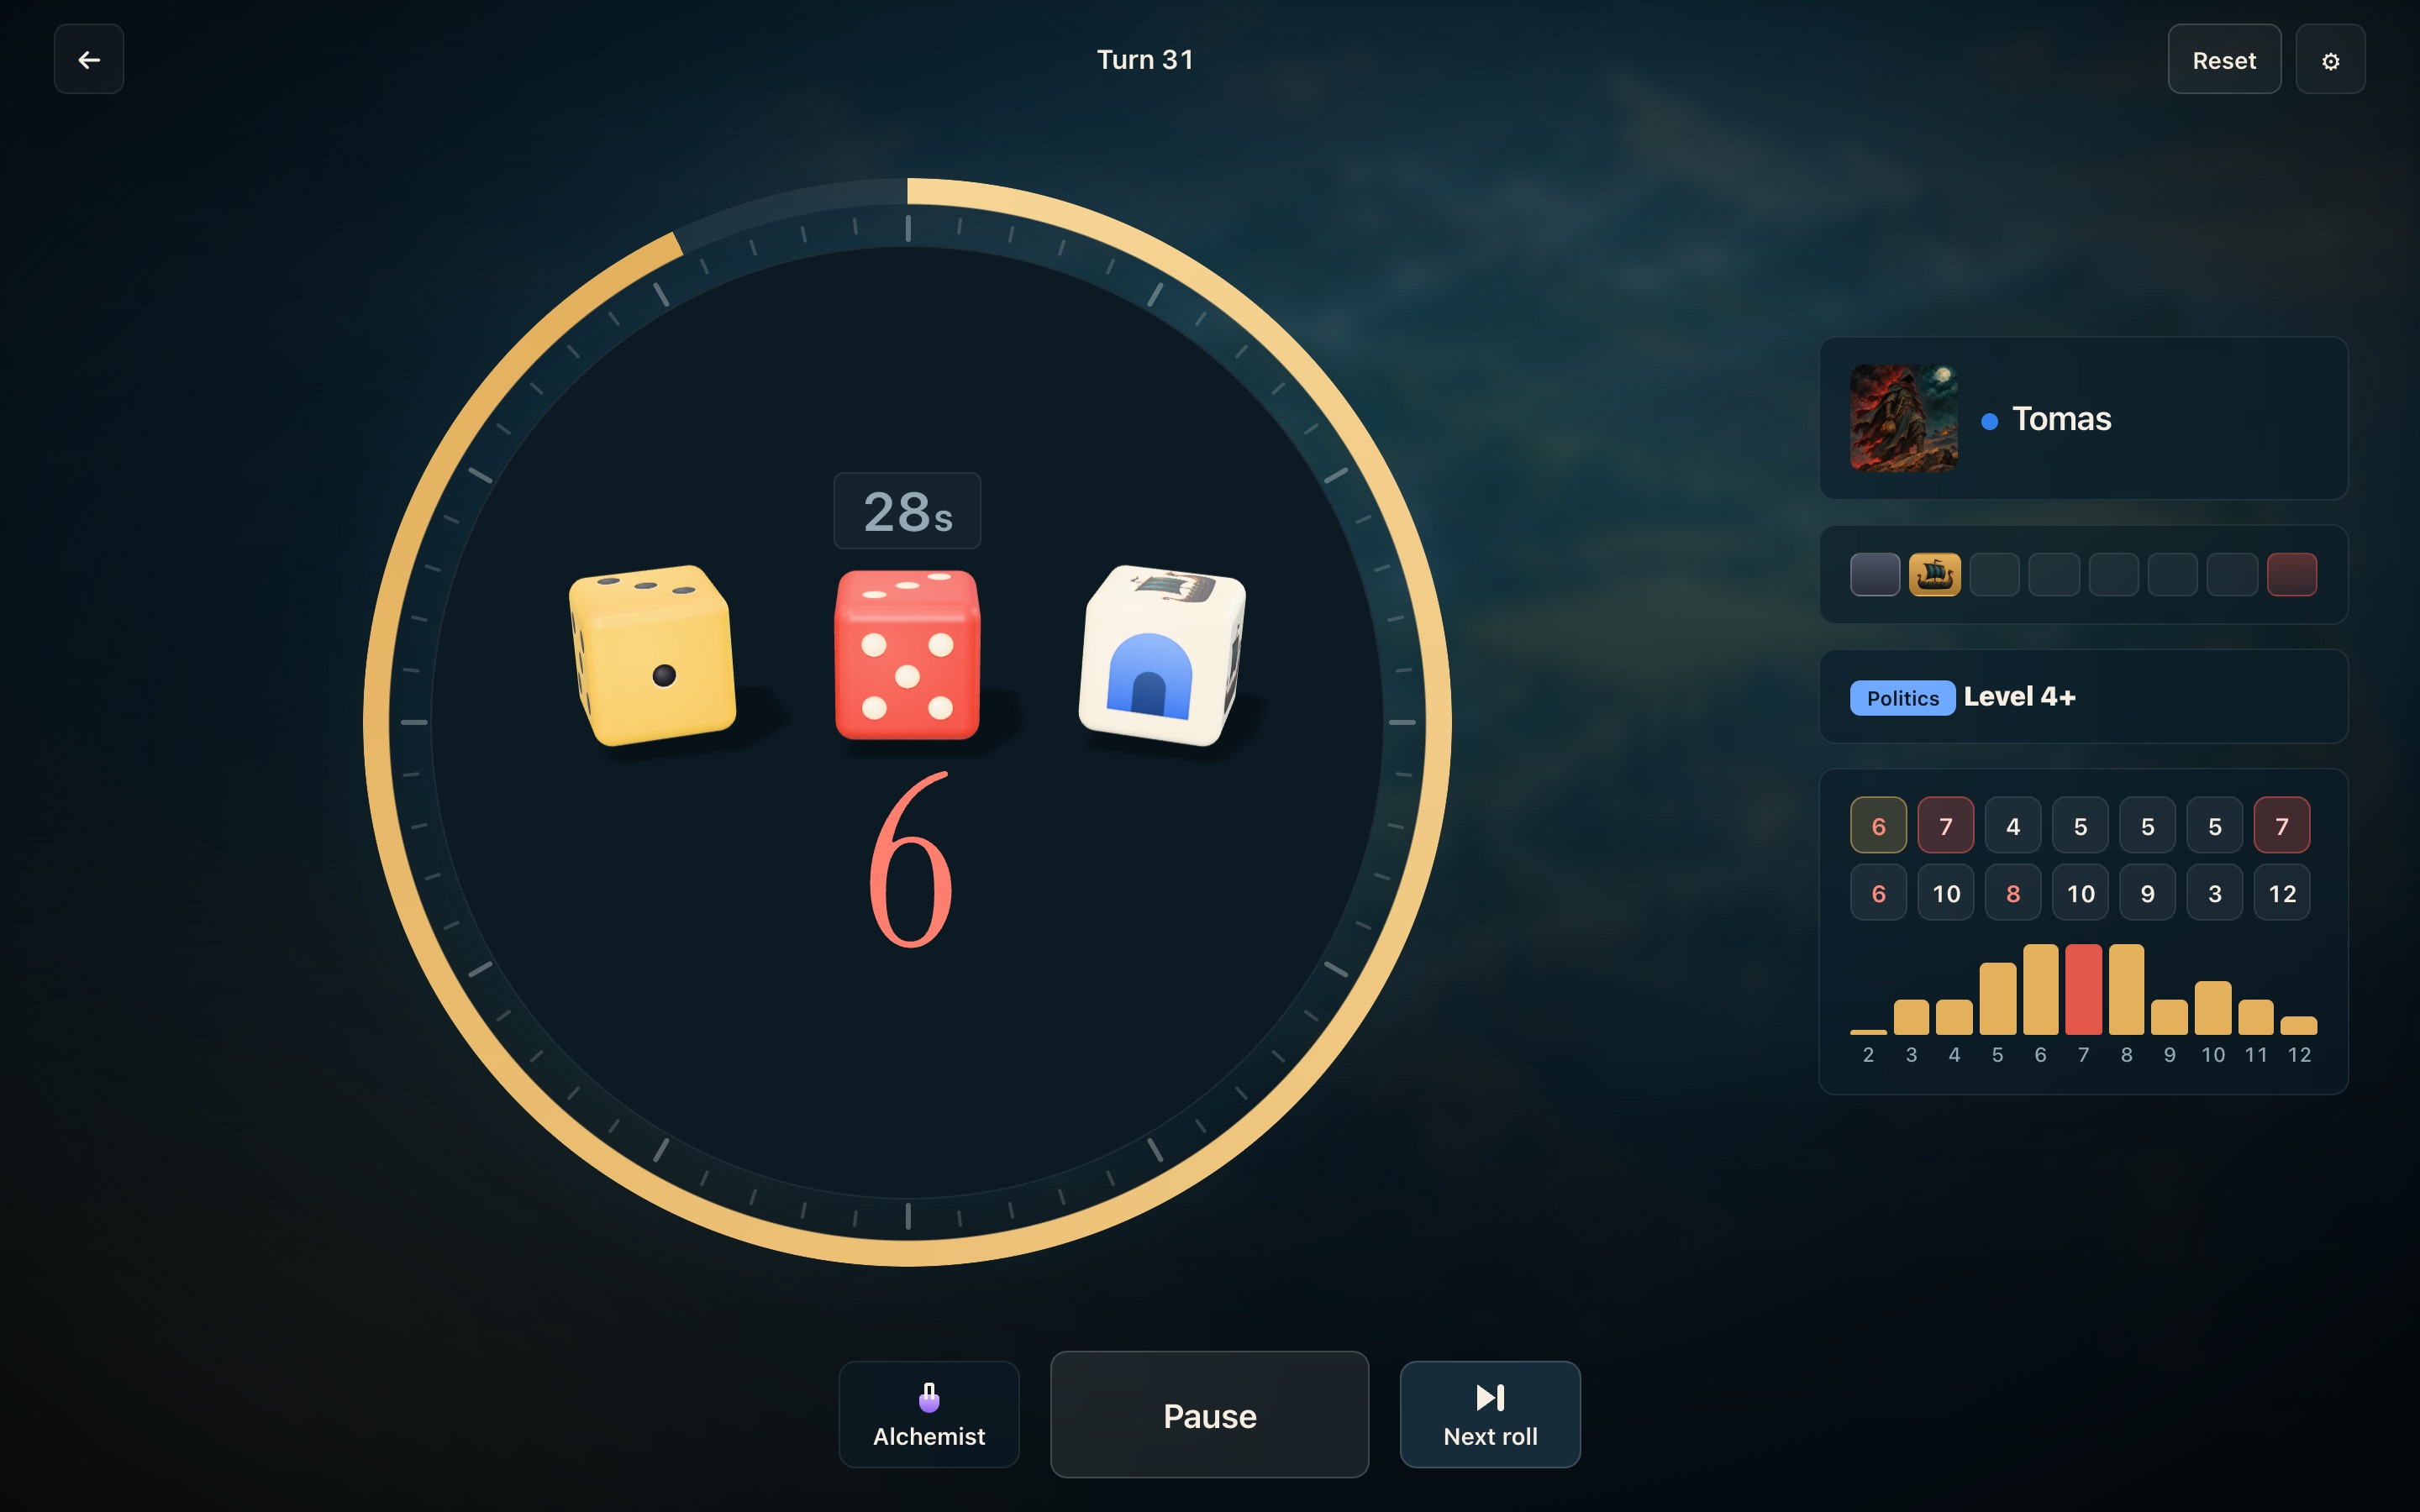 Turn 31
Reset
28s
6
Tomas
Politics Level 4+
6 7 4 5 5 5 7
6 10 8 10 9 3 12
2 3 4 5 6 7 8 9 10 11 12
Alchemist
Pause
Next roll